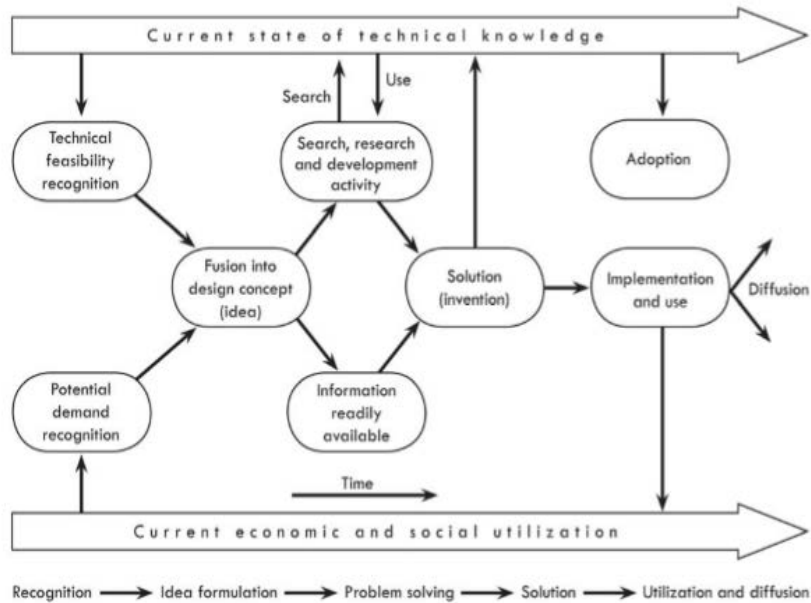 Current state of technical knowledge
Search
Use
Technical
feasibility
recognition
Search, research
and development
activity
Adoption
Fusion into
design concept
(idea)
Solution
(invention)
Implementation
and use
Diffusion
Potential
demand
recognition
Information
readily
available
Time
Current economic and social utilization
Recognition Idea formulation Problem solving Solution Utilization and diffusion